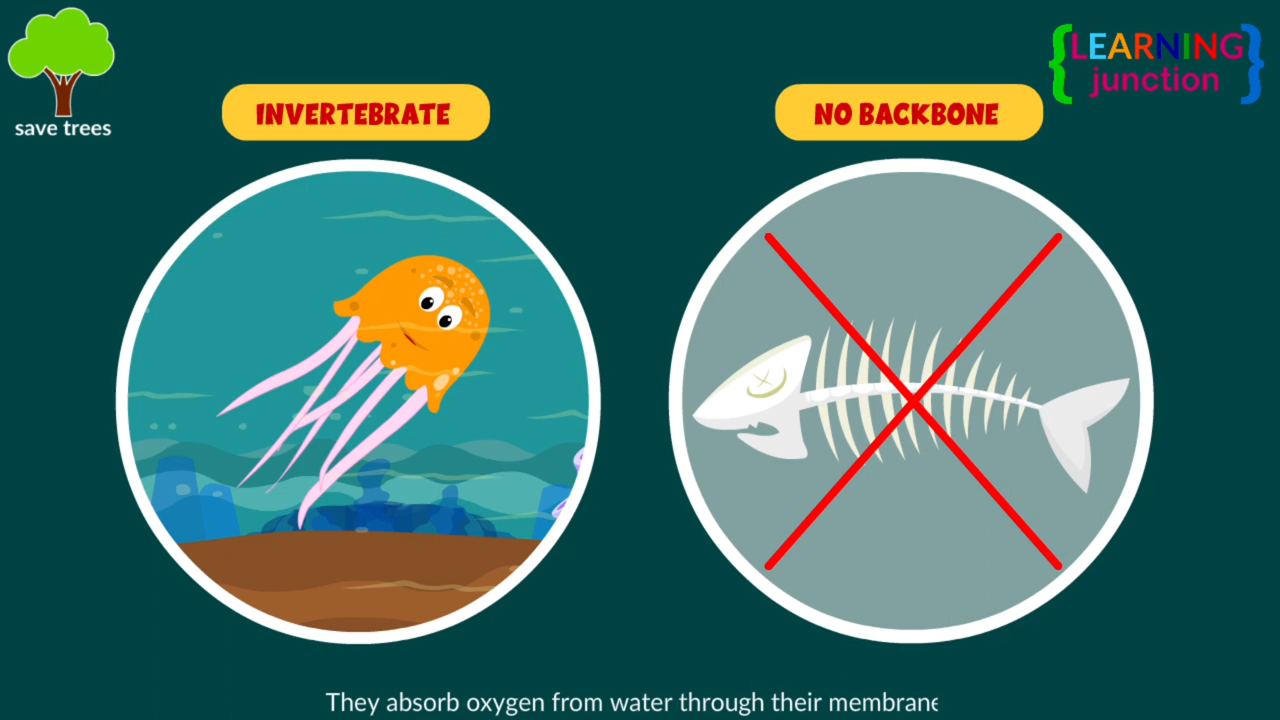 save trees
{LEARNING}
junction
INVERTEBRATE
NO BACKBONE
They absorb oxygen from water through their membrane